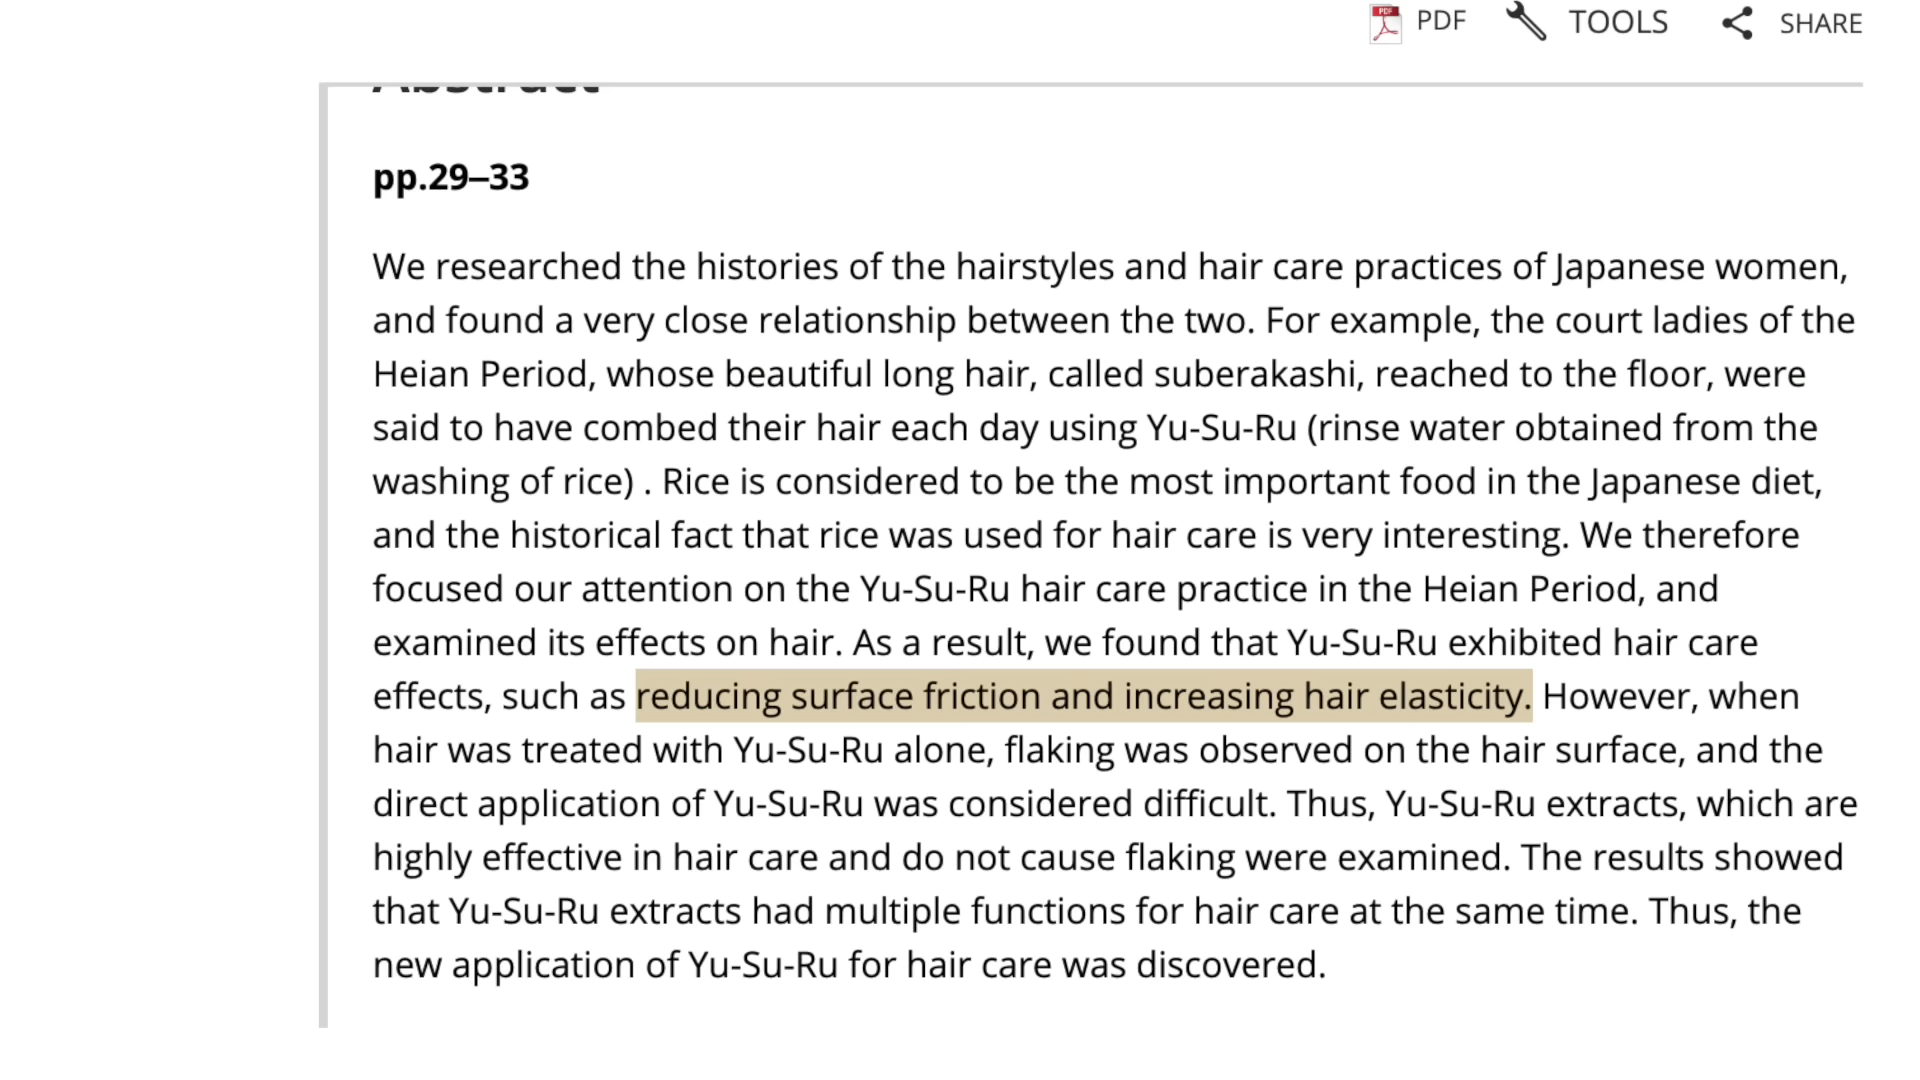 PDF TOOLS SHARE
Abstract
pp.29–33
We researched the histories of the hairstyles and hair care practices of Japanese women,
and found a very close relationship between the two. For example, the court ladies of the
Heian Period, whose beautiful long hair, called suberakashi, reached to the floor, were
said to have combed their hair each day using Yu-Su-Ru (rinse water obtained from the
washing of rice) . Rice is considered to be the most important food in the Japanese diet,
and the historical fact that rice was used for hair care is very interesting. We therefore
focused our attention on the Yu-Su-Ru hair care practice in the Heian Period, and
examined its effects on hair. As a result, we found that Yu-Su-Ru exhibited hair care
effects, such as reducing surface friction and increasing hair elasticity. However, when
hair was treated with Yu-Su-Ru alone, flaking was observed on the hair surface, and the
direct application of Yu-Su-Ru was considered difficult. Thus, Yu-Su-Ru extracts, which are
highly effective in hair care and do not cause flaking were examined. The results showed
that Yu-Su-Ru extracts had multiple functions for hair care at the same time. Thus, the
new application of Yu-Su-Ru for hair care was discovered.